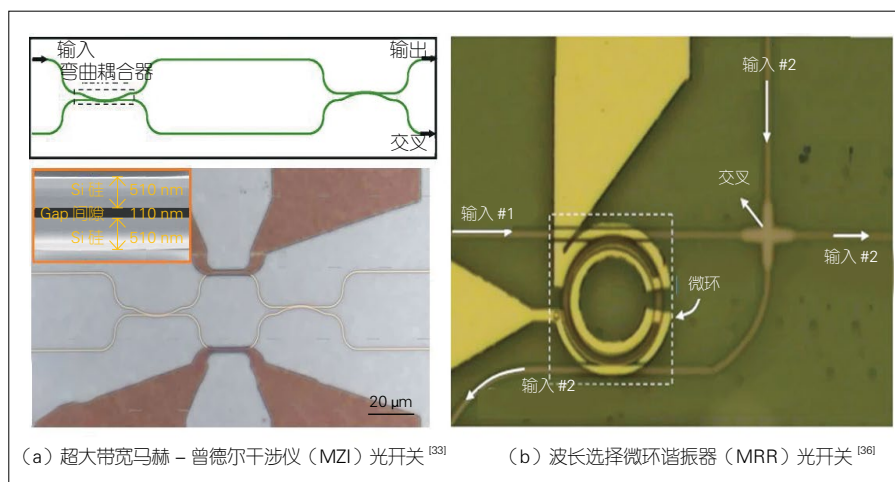 输入
弯曲耦合器
输出
交叉
Si 硅 510 nm
Gap 间隙 110 nm
Si 硅 510 nm
20 μm
输入 #2
交叉
输入 #1
输入 #2
微环
输入 #2
（a）超大带宽马赫－曾德尔干涉仪（MZI）光开关 [33]
（b）波长选择微环谐振器（MRR）光开关 [36]